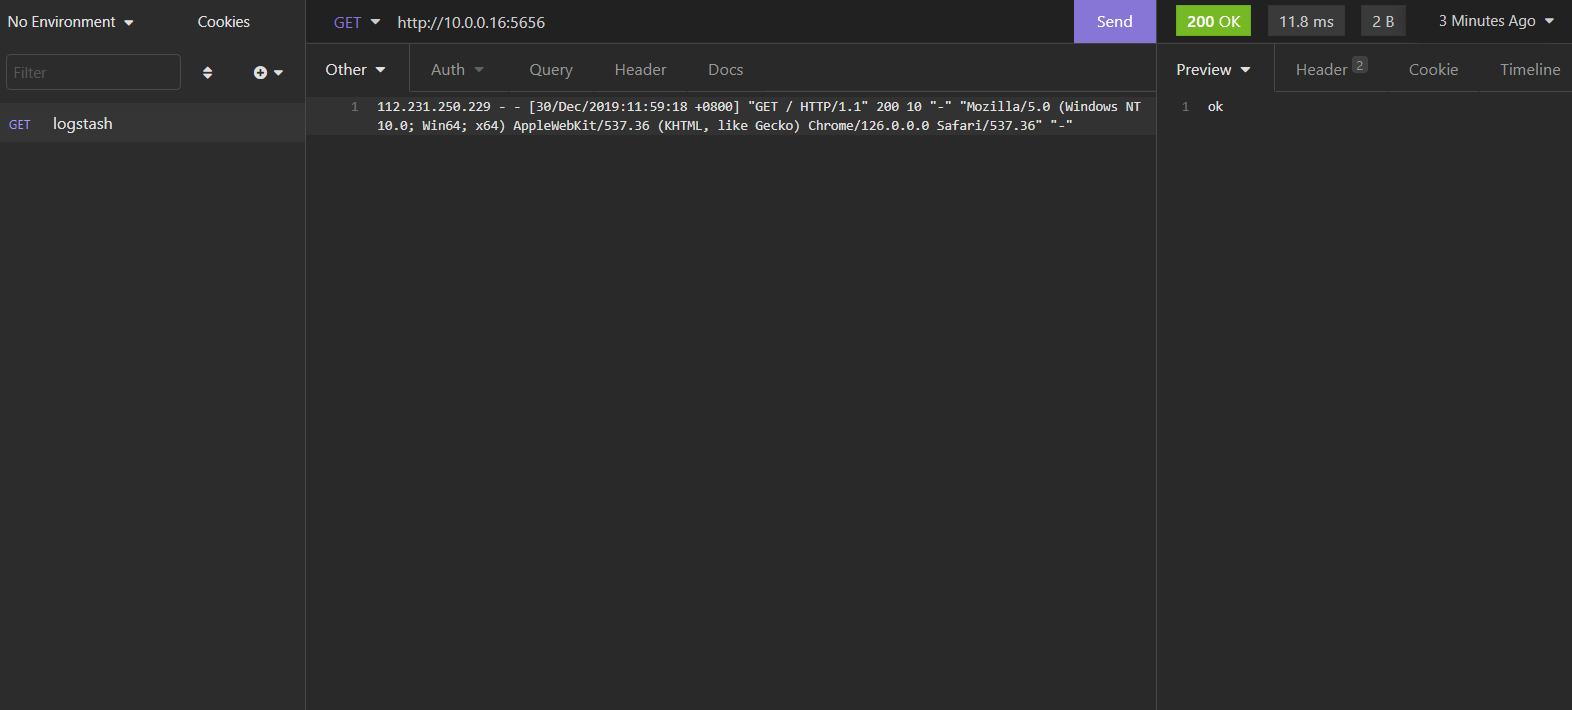 No Environment Cookies
GET http://10.0.0.16:5656 Send
200 OK 11.8 ms 2 B 3 Minutes Ago
Filter
Other Auth Query Header Docs
Preview Header 2 Cookie Timeline
GET logstash
1 112.231.250.229 - - [30/Dec/2019:11:59:18 +0800] "GET / HTTP/1.1" 200 10 "-" "Mozilla/5.0 (Windows NT
10.0; Win64; x64) AppleWebKit/537.36 (KHTML, like Gecko) Chrome/126.0.0.0 Safari/537.36" "-"
1 ok